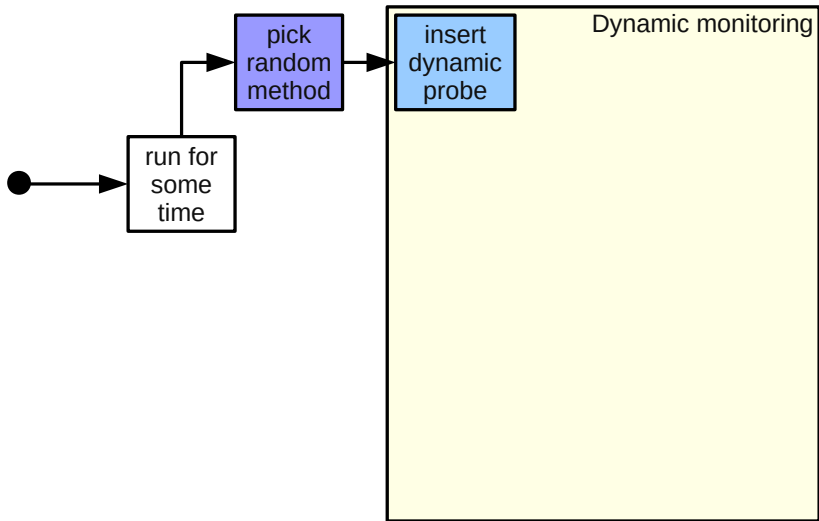 pick
random
method
insert
dynamic
probe
Dynamic monitoring
run for
some
time